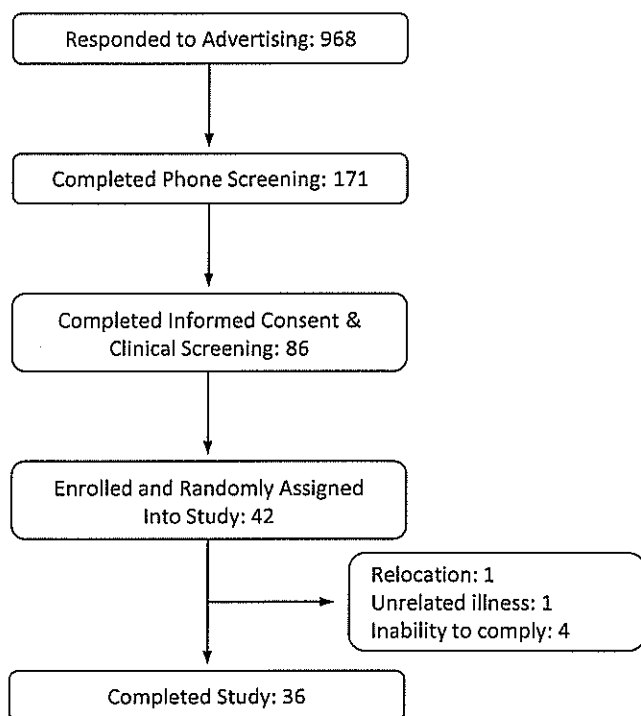 Responded to Advertising: 968
Completed Phone Screening: 171
Completed Informed Consent &
Clinical Screening: 86
Enrolled and Randomly Assigned
Into Study: 42
Relocation: 1
Unrelated illness: 1
Inability to comply: 4
Completed Study: 36